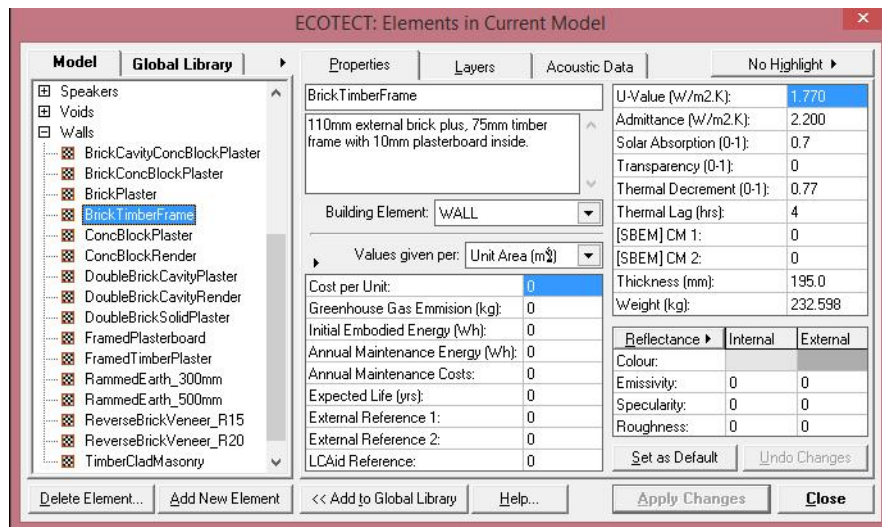 ECOTECT: Elements in Current Model
Model
Global Library
Speakers
Voids
Walls
BrickCavityConcBlockPlaster
BrickConcBlockPlaster
BrickPlaster
BrickTimberFrame
ConcBlockPlaster
ConcBlockRender
DoubleBrickCavityPlaster
DoubleBrickCavityRender
DoubleBrickSolidPlaster
FramedPlasterboard
FramedTimberPlaster
RammedEarth_300mm
RammedEarth_500mm
ReverseBrickVeneer_R15
ReverseBrickVeneer_R20
TimberCladMasonry
Properties
Layers
Acoustic Data
No Highlight
BrickTimberFrame
110mm external brick plus, 75mm timber
frame with 10mm plasterboard inside.
Building Element: WALL
Values given per: Unit Area
Cost per Unit: 0
Greenhouse Gas Emmision (kg): 0
Initial Embodied Energy (Wh): 0
Annual Maintenance Energy (Wh): 0
Annual Maintenance Costs: 0
Expected Life (yrs): 0
External Reference 1: 0
External Reference 2: 0
LCAid Reference: 0
U-Value (W/m2.K): 1.770
Admittance (W/m2.K): 2.200
Solar Absorption (0-1): 0.7
Transparency (0-1): 0
Thermal Decrement (0-1): 0.77
Thermal Lag (hrs): 4
[SBEM] CM 1: 0
[SBEM] CM 2: 0
Thickness (mm): 195.0
Weight (kg): 232.598
Reflectance Internal External
Colour:
Emissivity: 0 0
Specularity: 0 0
Roughness: 0 0
Set as Default
Undo Changes
Delete Element...
Add New Element
<< Add to Global Library
Help...
Apply Changes
Close